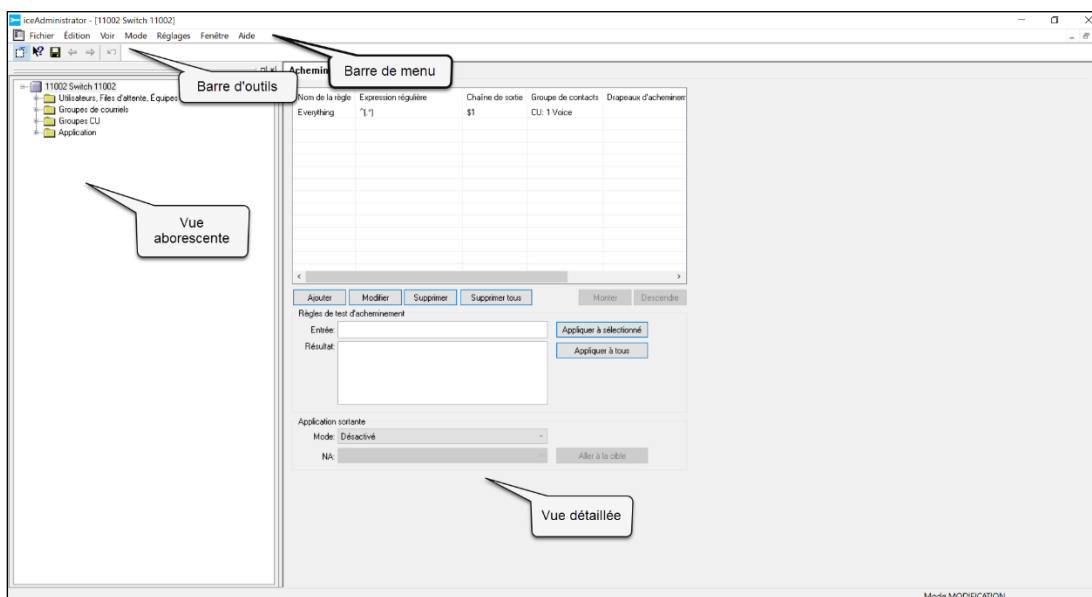 iceAdministrator - [11002 Switch 11002]
Fichier Édition Voir Mode Réglages Fenêtre Aide
Barre de menu
Barre d'outils
11002 Switch 11002
Utilisateurs, Files d'attente, Équipes
Groupes de courriels
Groupes CU
Application
Vue
aborescente
Nom de la règle Expression régulière Chaîne de sortie Groupe de contacts Drapeaux d'acheminem
Everything ^(.*) $1 CU: 1 Voice
Ajouter Modifier Supprimer Supprimer tous Monter Descendre
Règles de test d'acheminement
Entrée: Appliquer à sélectionné
Résultat: Appliquer à tous
Application sortante
Mode: Désactivé
NA: Aller à la cible
Vue détaillée
Mode MODIFICATION